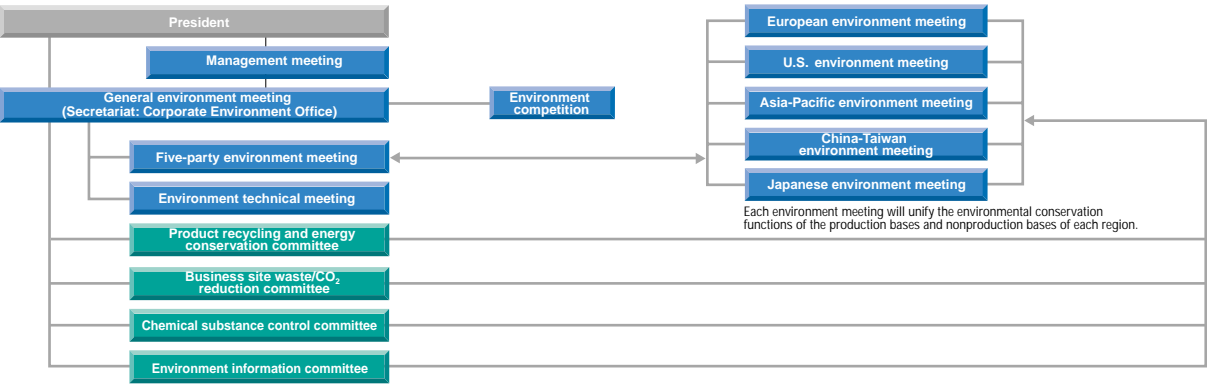 President
Management meeting
General environment meeting
(Secretariat: Corporate Environment Office)
Environment
competition
Five-party environment meeting
Environment technical meeting
Product recycling and energy
conservation committee
Business site waste/CO₂
reduction committee
Chemical substance control committee
Environment information committee
European environment meeting
U.S. environment meeting
Asia-Pacific environment meeting
China-Taiwan
environment meeting
Japanese environment meeting
Each environment meeting will unify the environmental conservation
functions of the production bases and nonproduction bases of each region.